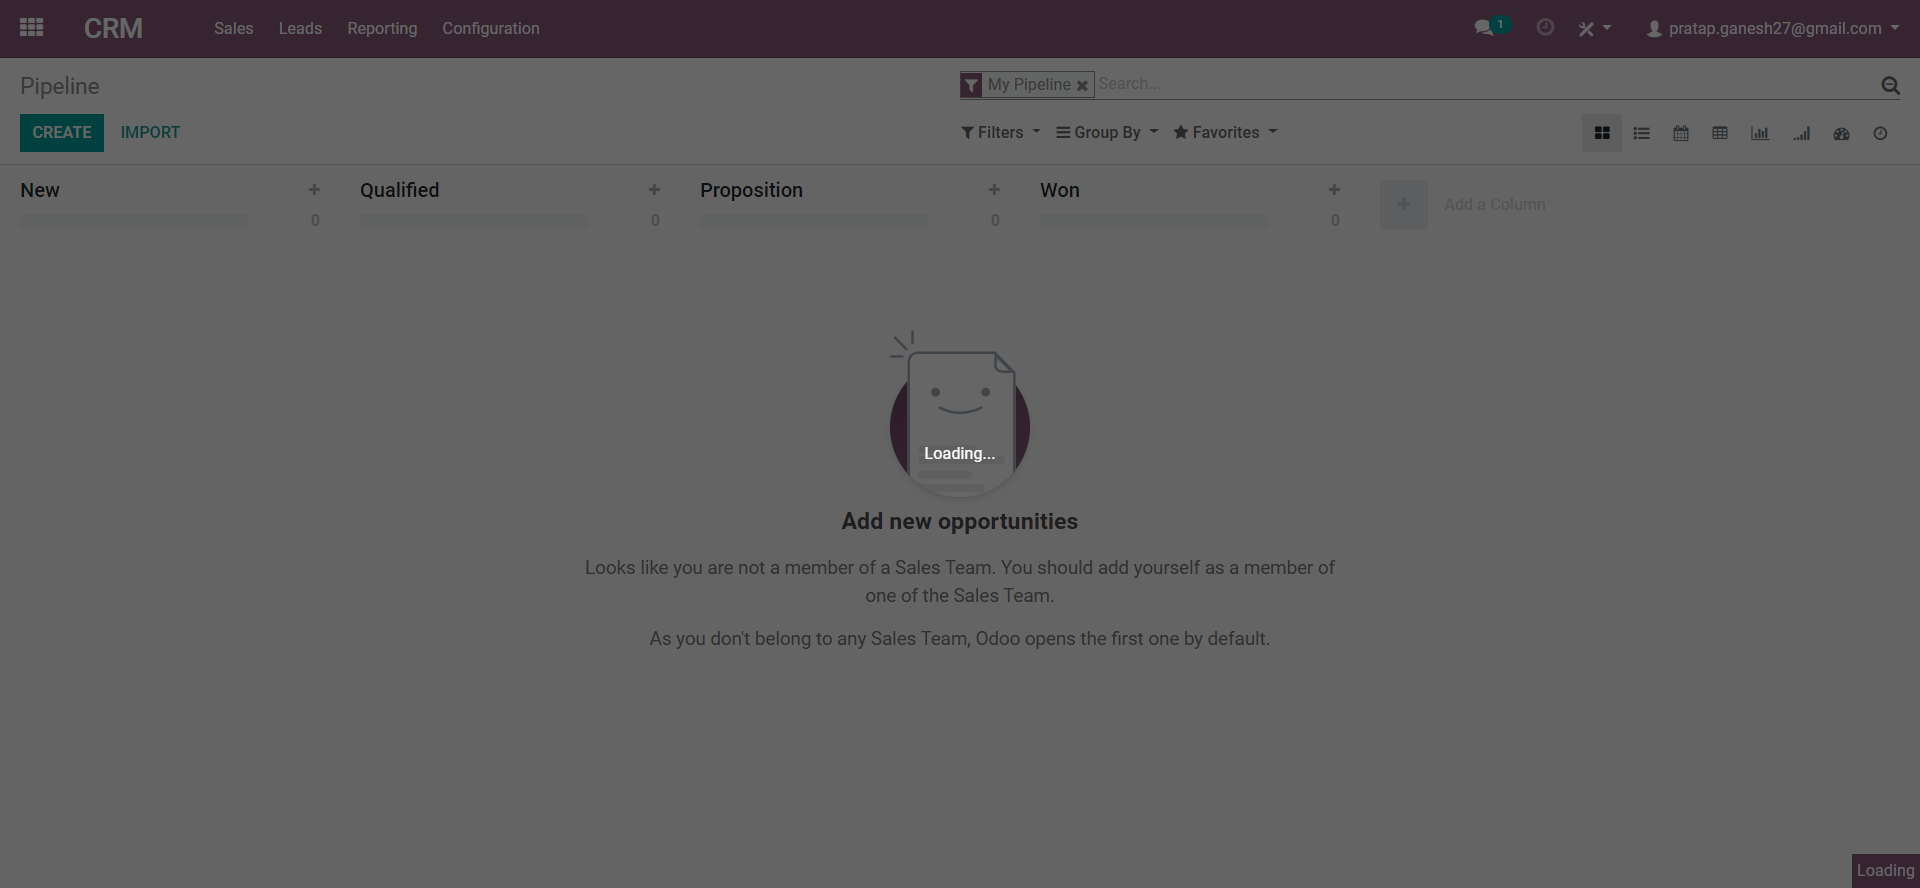 CRM Sales Leads Reporting Configuration 1 pratap.ganesh27@gmail.com
Pipeline My Pipeline Search...
CREATE IMPORT Filters Group By Favorites
New Qualified Proposition Won Add a Column
0 0 0 0
Loading...
Add new opportunities
Looks like you are not a member of a Sales Team. You should add yourself as a member of
one of the Sales Team.
As you don't belong to any Sales Team, Odoo opens the first one by default.
Loading